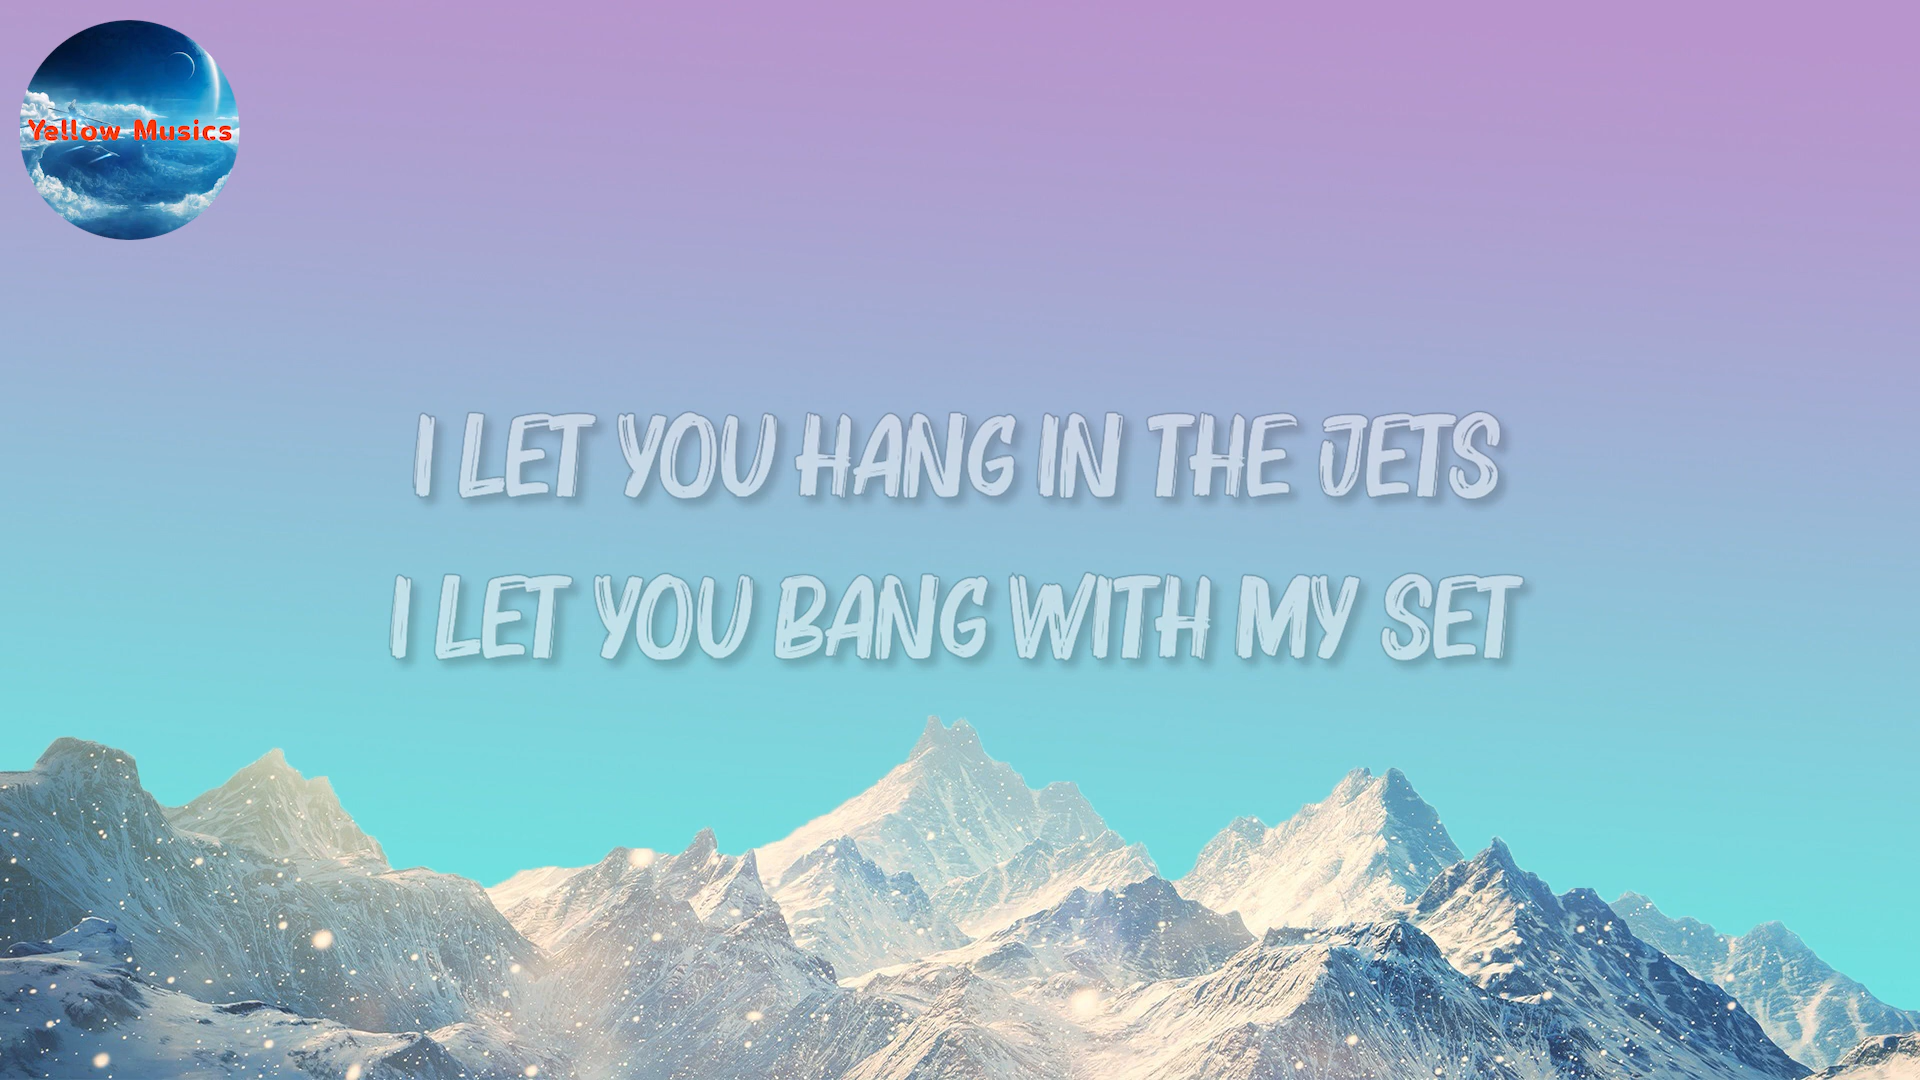 Yellow Musics
I LET YOU HANG IN THE JETS
I LET YOU BANG WITH MY SET